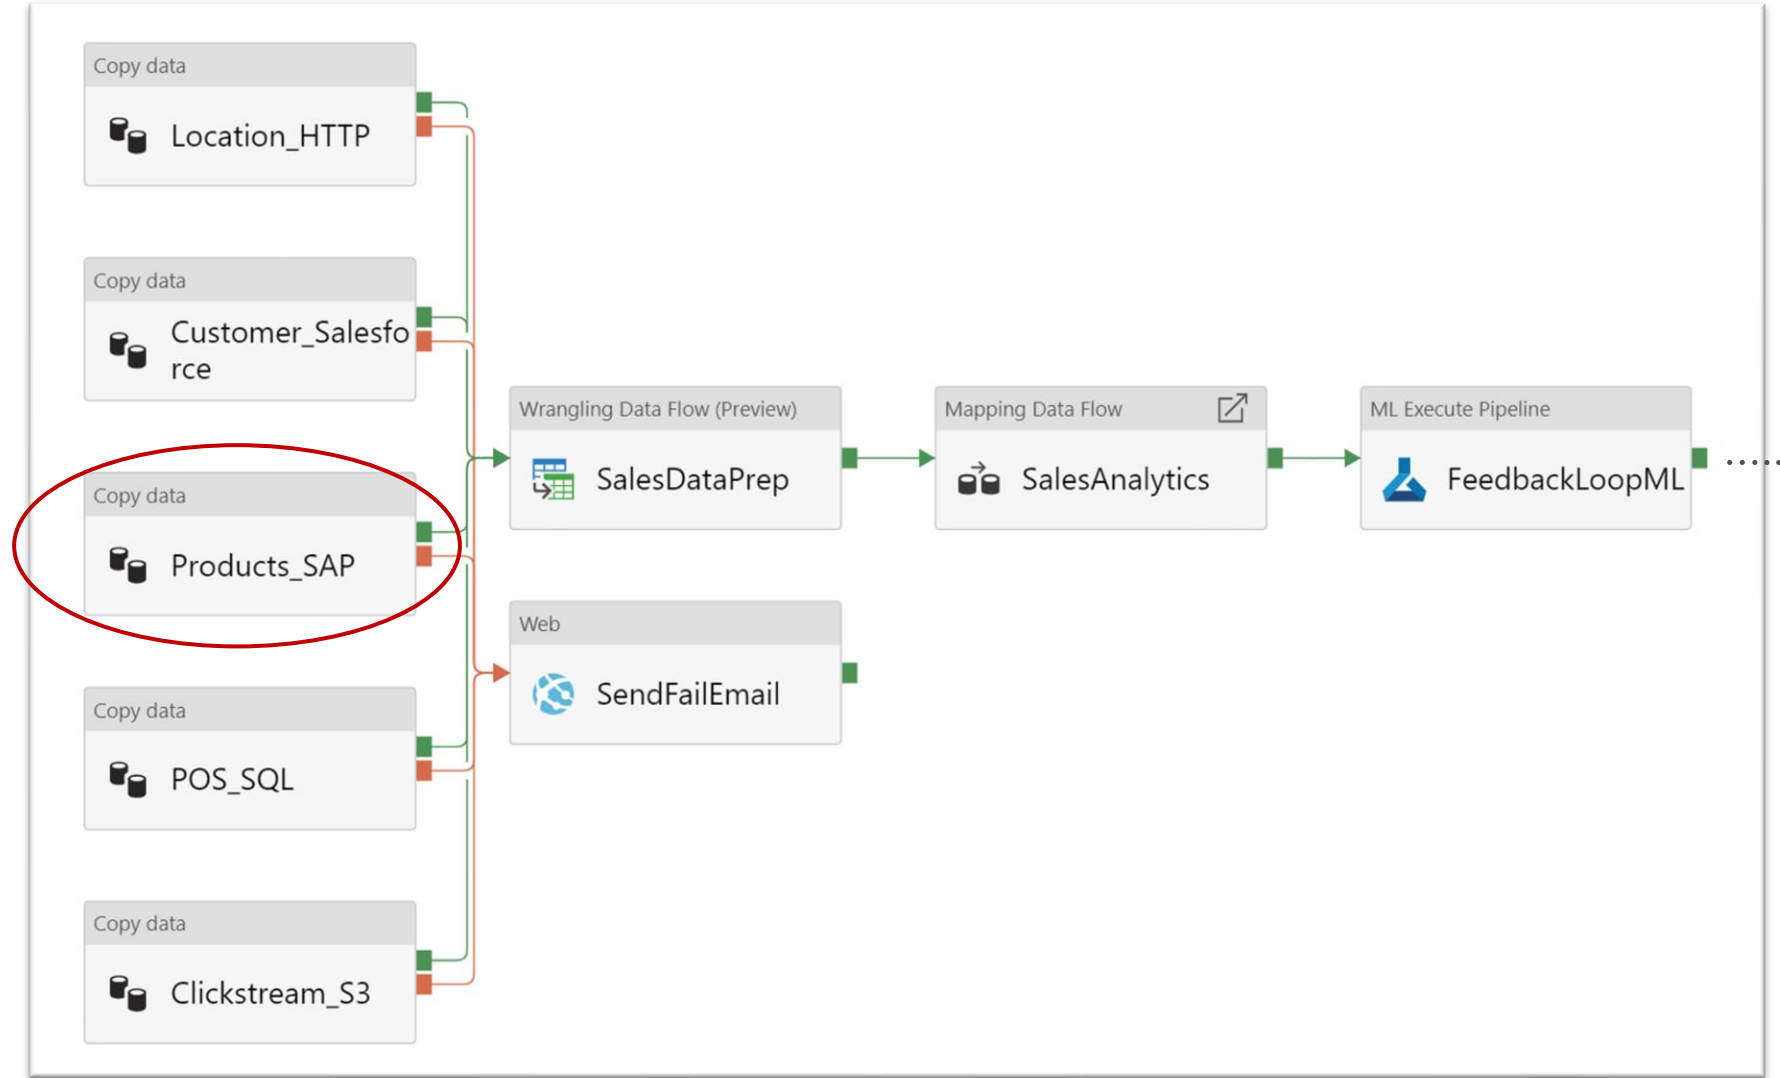 Copy data
Location_HTTP
Copy data
Customer_Salesfo
rce
Copy data
Products_SAP
Copy data
POS_SQL
Copy data
Clickstream_S3
Wrangling Data Flow (Preview)
SalesDataPrep
Mapping Data Flow
SalesAnalytics
ML Execute Pipeline
FeedbackLoopML
Web
SendFailEmail